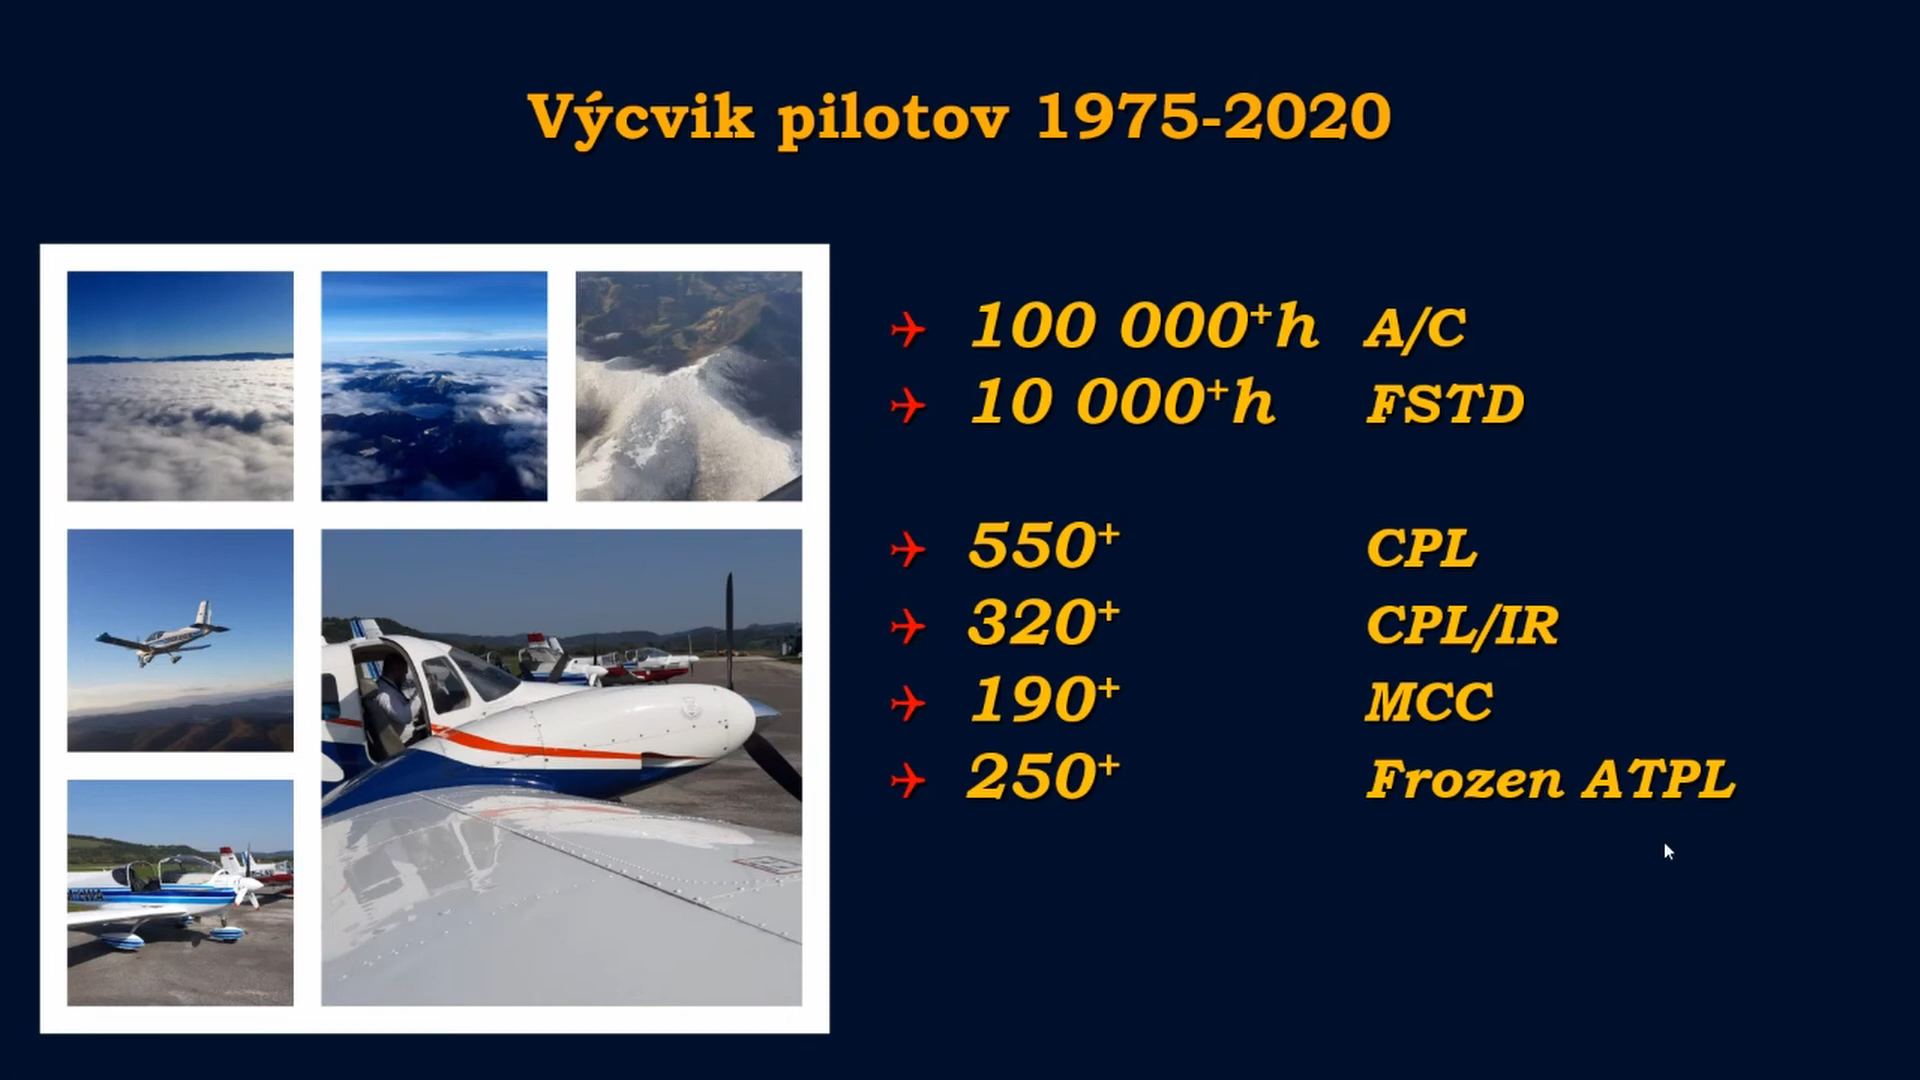 Výcvik pilotov 1975-2020
100 000+h A/C
10 000+h FSTD
550+ CPL
320+ CPL/IR
190+ MCC
250+ Frozen ATPL